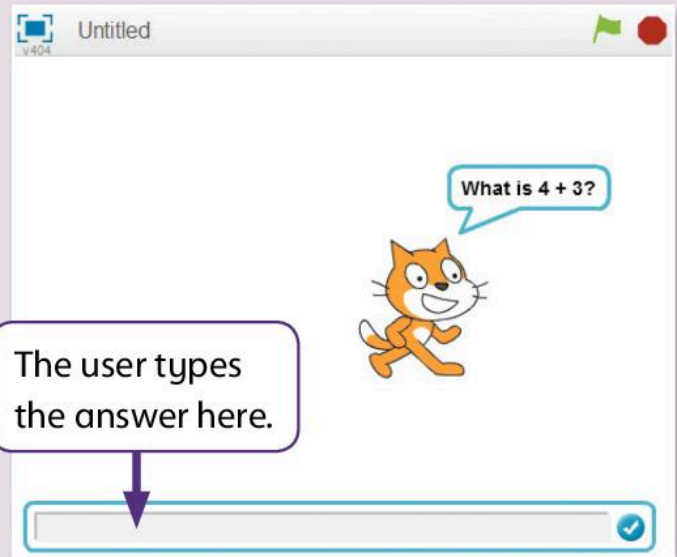 Untitled
v404
What is 4 + 3?
The user types
the answer here.